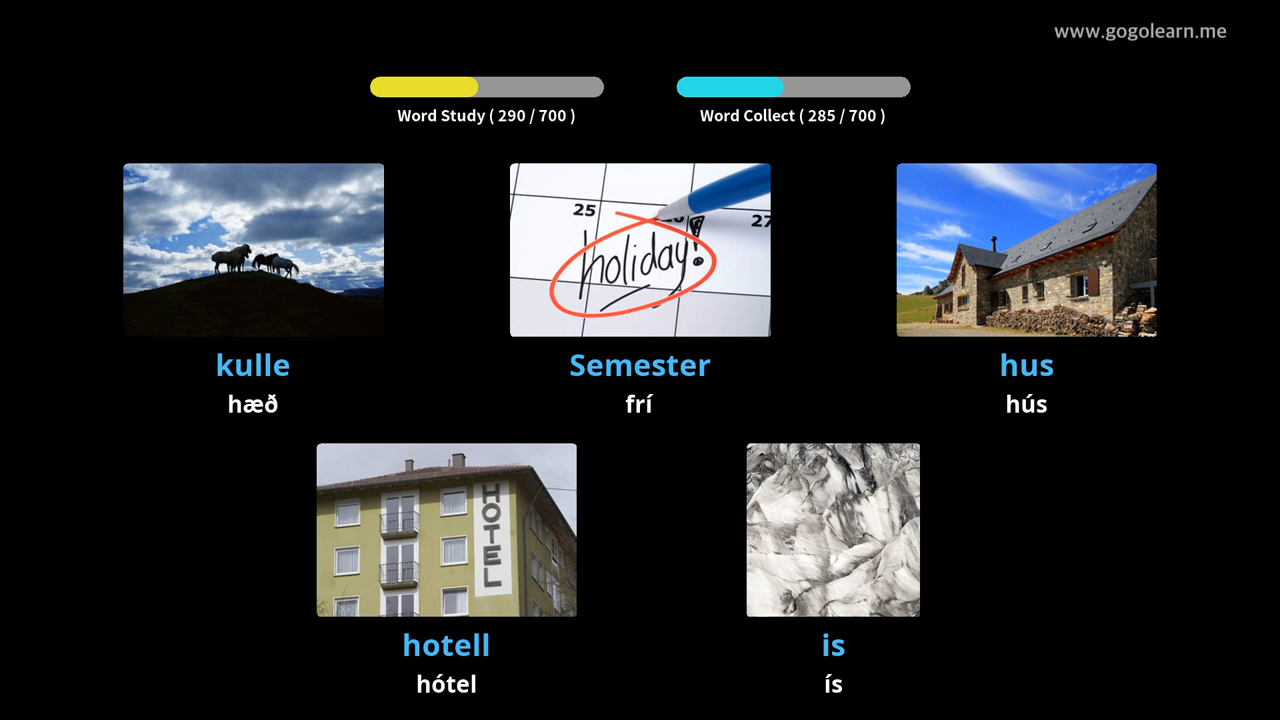 www.gogolearn.me
Word Study ( 290 / 700 )
Word Collect ( 285 / 700 )
25
27
holiday!
kulle
Semester
hus
hæð
frí
hús
HOTEL
hotell
is
hótel
ís